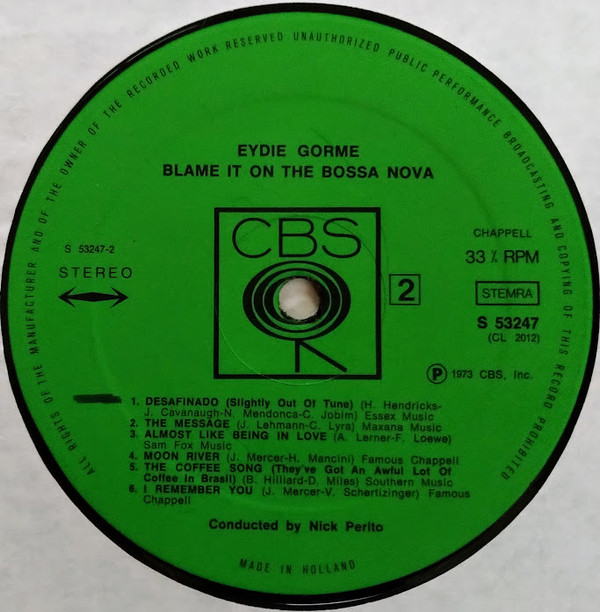 ALL RIGHTS OF THE MANUFACTURER AND OF THE OWNER OF THE RECORDED WORK RESERVED UNAUTHORIZED PUBLIC PERFORMANCE BROADCASTING AND COPYING OF THIS RECORD PROHIBITED
EYDIE GORME
BLAME IT ON THE BOSSA NOVA
CBS
S 53247-2
STEREO
2
CHAPPELL
33 ⅓ RPM
STEMRA
S 53247
(CL 2012)
Ⓟ 1973 CBS, Inc.
1. DESAFINADO (Slightly Out Of Tune) (H. Hendricks-
J. Cavanaugh-N. Mendonca-C. Jobim) Essex Music
2. THE MESSAGE (J. Lehmann-C. Lyra) Maxana Music
3. ALMOST LIKE BEING IN LOVE (A. Lerner-F. Loewe)
Sam Fox Music
4. MOON RIVER (J. Mercer-H. Mancini) Famous Chappell
5. THE COFFEE SONG (They've Got An Awful Lot Of
Coffee In Brasil) (B. Hilliard-D. Miles) Southern Music
6. I REMEMBER YOU (J. Mercer-V. Schertizinger) Famous
Chappell
Conducted by Nick Perito
MADE IN HOLLAND